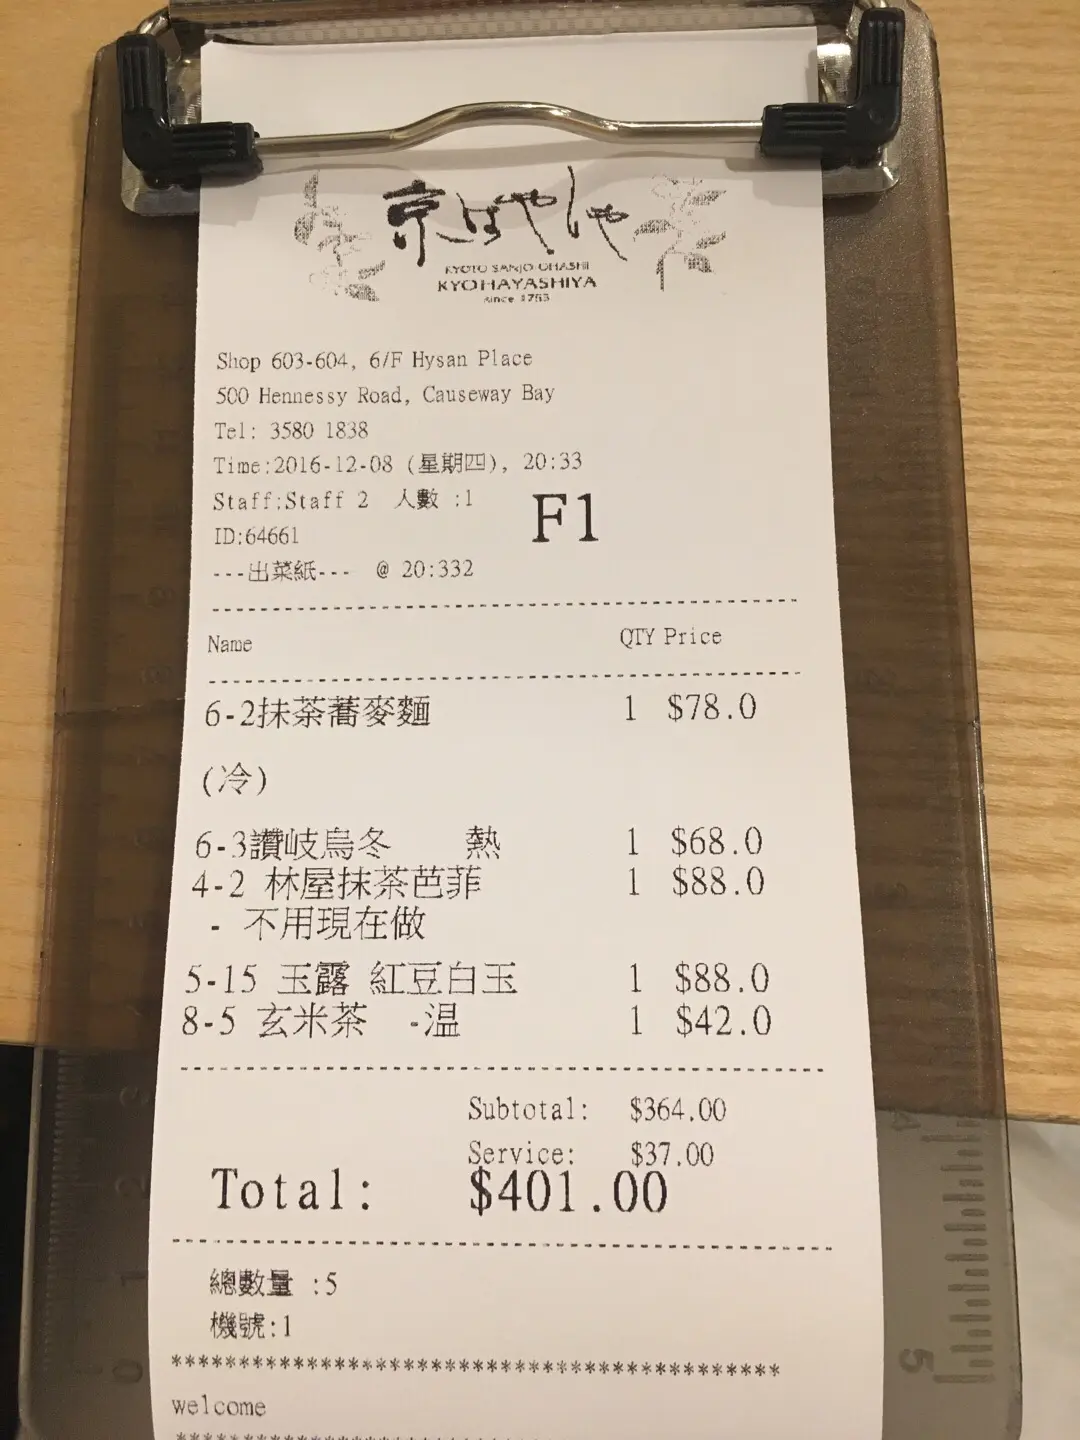 京はやしや
KYOTO SANJO OHASHI
KYOHAYASHIYA
since 1753
Shop 603-604, 6/F Hysan Place
500 Hennessy Road, Causeway Bay
Tel: 3580 1838
Time:2016-12-08 (星期四), 20:33
Staff:Staff 2 人數 :1
F1
ID:64661
---出菜紙--- @ 20:332
Name QTY Price
6-2抹茶蕎麥麵 1 $78.0
(冷)
6-3讚岐烏冬 熱 1 $68.0
4-2 林屋抹茶芭菲 1 $88.0
- 不用現在做
5-15 玉露 紅豆白玉 1 $88.0
8-5 玄米茶 -温 1 $42.0
Subtotal: $364.00
Service: $37.00
Total: $401.00
總數量 :5
機號:1
*********************************************
welcome